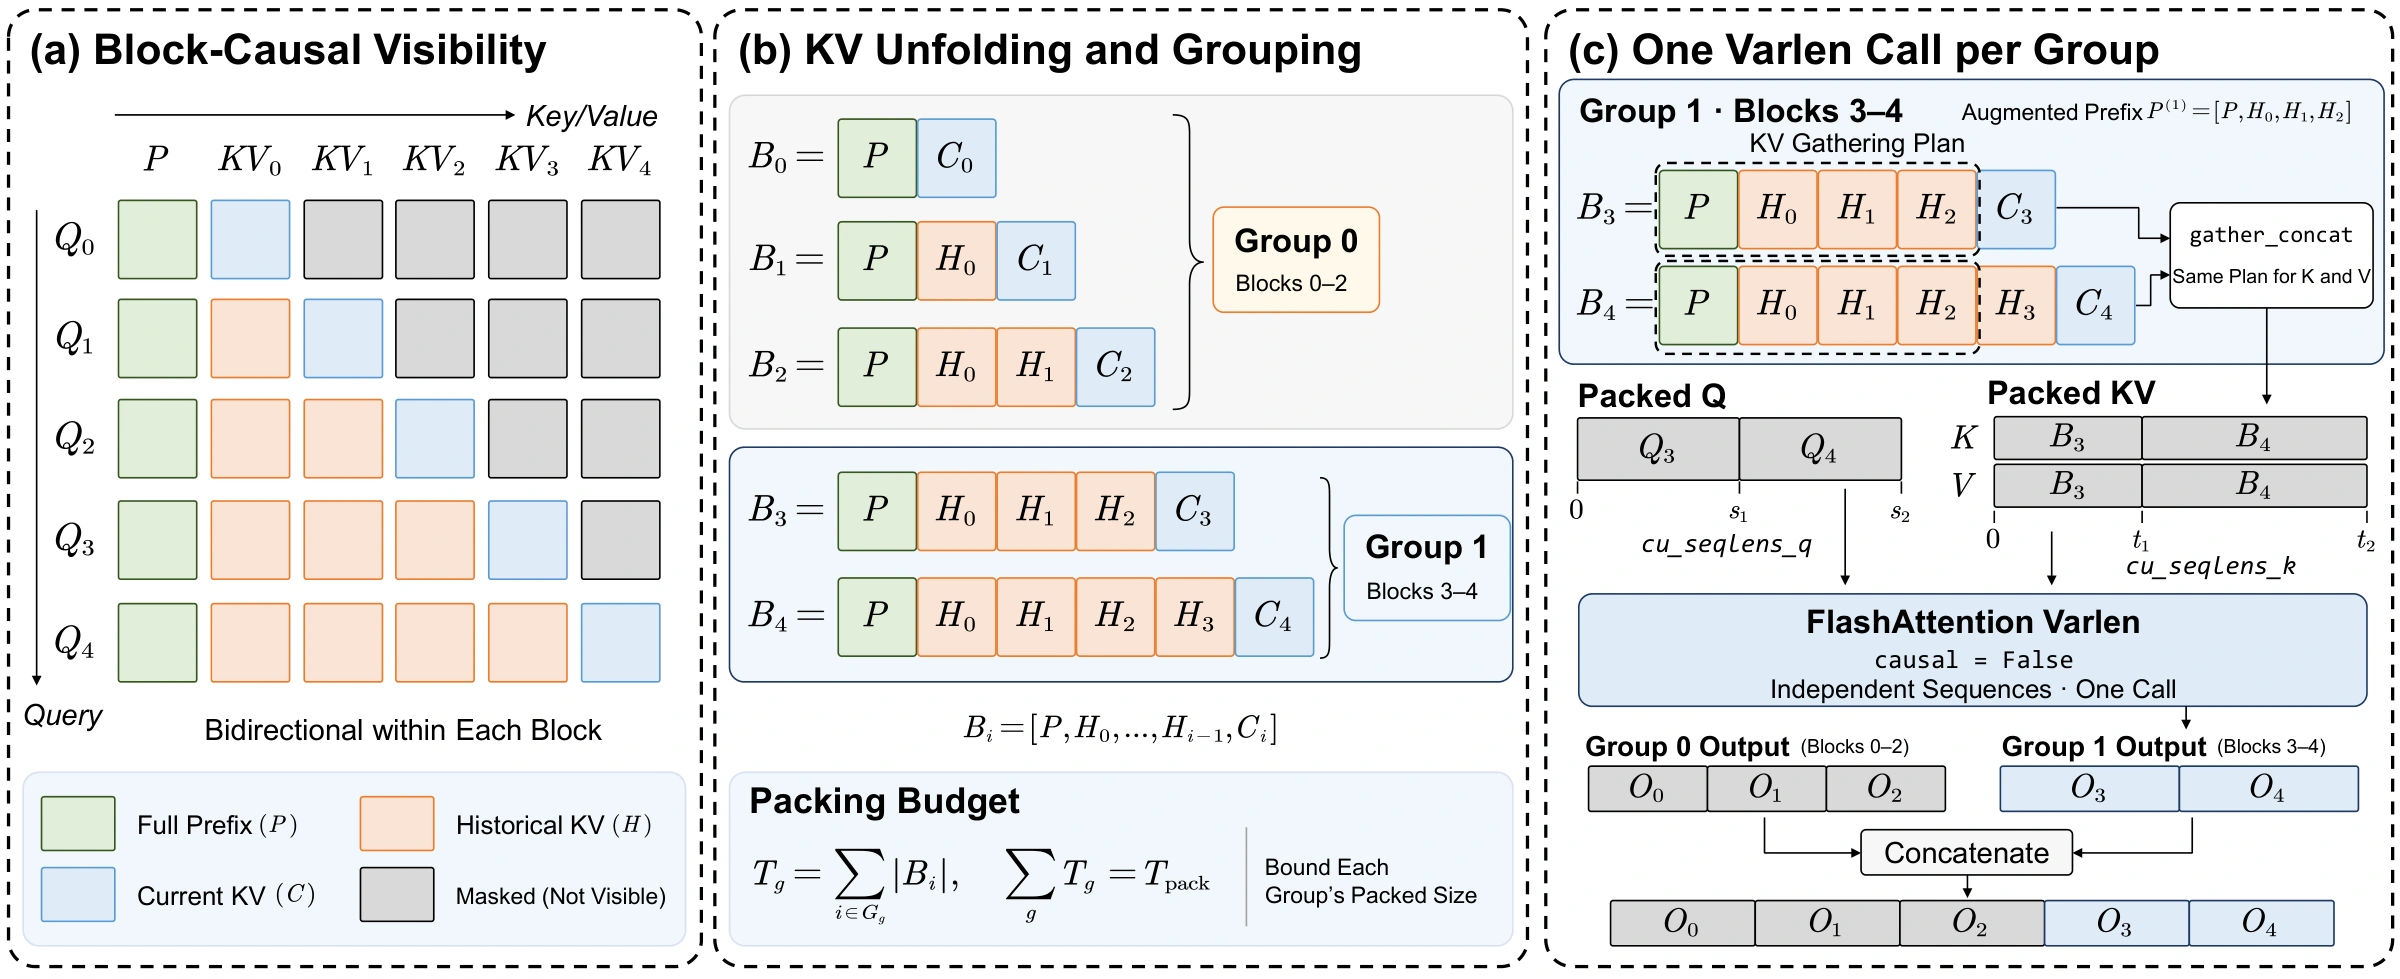 (a) Block-Causal Visibility
Key/Value
P KV₀ KV₁ KV₂ KV₃ KV₄
Q₀
Q₁
Q₂
Q₃
Q₄
Query
Bidirectional within Each Block
Full Prefix (P)
Historical KV (H)
Current KV (C)
Masked (Not Visible)
(b) KV Unfolding and Grouping
B₀ = P C₀
B₁ = P H₀ C₁
B₂ = P H₀ H₁ C₂
Group 0
Blocks 0–2
B₃ = P H₀ H₁ H₂ C₃
B₄ = P H₀ H₁ H₂ H₃ C₄
Group 1
Blocks 3–4
Bᵢ = [P, H₀, ..., Hᵢ₋₁, Cᵢ]
Packing Budget
T_g = ∑_{i∈G_g} |Bᵢ|, ∑_g T_g = T_pack
Bound Each
Group's Packed Size
(c) One Varlen Call per Group
Group 1 · Blocks 3–4
Augmented Prefix P⁽¹⁾ = [P, H₀, H₁, H₂]
KV Gathering Plan
B₃ = P H₀ H₁ H₂ C₃
B₄ = P H₀ H₁ H₂ H₃ C₄
gather_concat
Same Plan for K and V
Packed Q
Q₃ Q₄
0 s₁ s₂
cu_seqlens_q
Packed KV
K B₃ B₄
V B₃ B₄
0 t₁ t₂
cu_seqlens_k
FlashAttention Varlen
causal = False
Independent Sequences · One Call
Group 0 Output (Blocks 0–2)
O₀ O₁ O₂
Group 1 Output (Blocks 3–4)
O₃ O₄
Concatenate
O₀ O₁ O₂ O₃ O₄